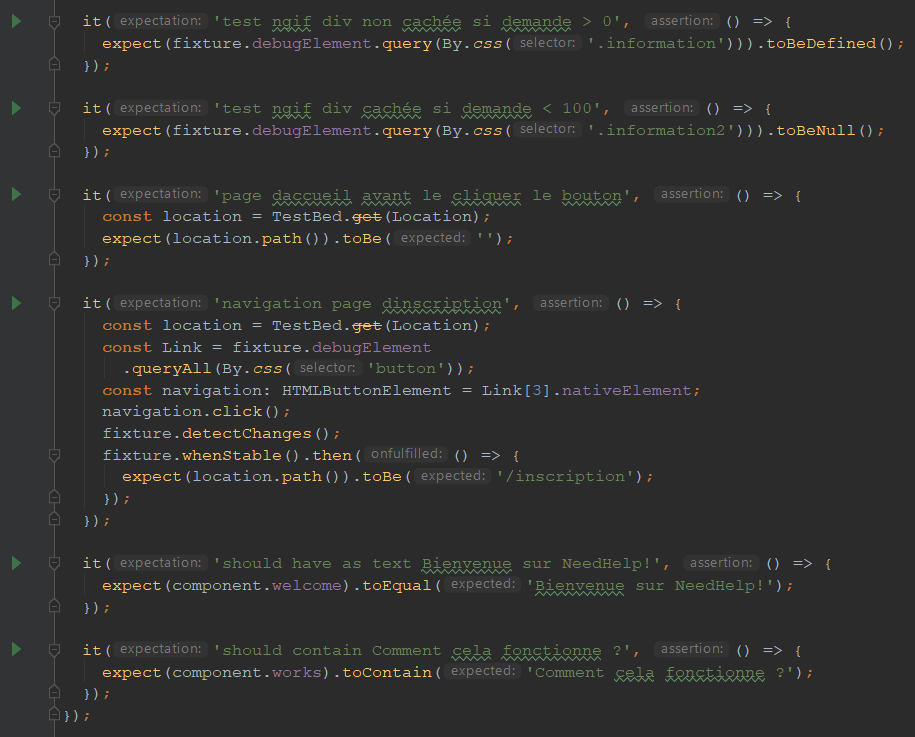 it( expectation: 'test ngif div non cachée si demande > 0', assertion: () => {
expect(fixture.debugElement.query(By.css( selector: '.information'))).toBeDefined();
});
it( expectation: 'test ngif div cachée si demande < 100', assertion: () => {
expect(fixture.debugElement.query(By.css( selector: '.information2'))).toBeNull();
});
it( expectation: 'page daccueil avant le cliquer le bouton', assertion: () => {
const location = TestBed.get(Location);
expect(location.path()).toBe( expected: '');
});
it( expectation: 'navigation page dinscription', assertion: () => {
const location = TestBed.get(Location);
const Link = fixture.debugElement
.queryAll(By.css( selector: 'button'));
const navigation: HTMLButtonElement = Link[3].nativeElement;
navigation.click();
fixture.detectChanges();
fixture.whenStable().then( onfulfilled: () => {
expect(location.path()).toBe( expected: '/inscription');
});
});
it( expectation: 'should have as text Bienvenue sur NeedHelp!', assertion: () => {
expect(component.welcome).toEqual( expected: 'Bienvenue sur NeedHelp!');
});
it( expectation: 'should contain Comment cela fonctionne ?', assertion: () => {
expect(component.works).toContain( expected: 'Comment cela fonctionne ?');
});
});